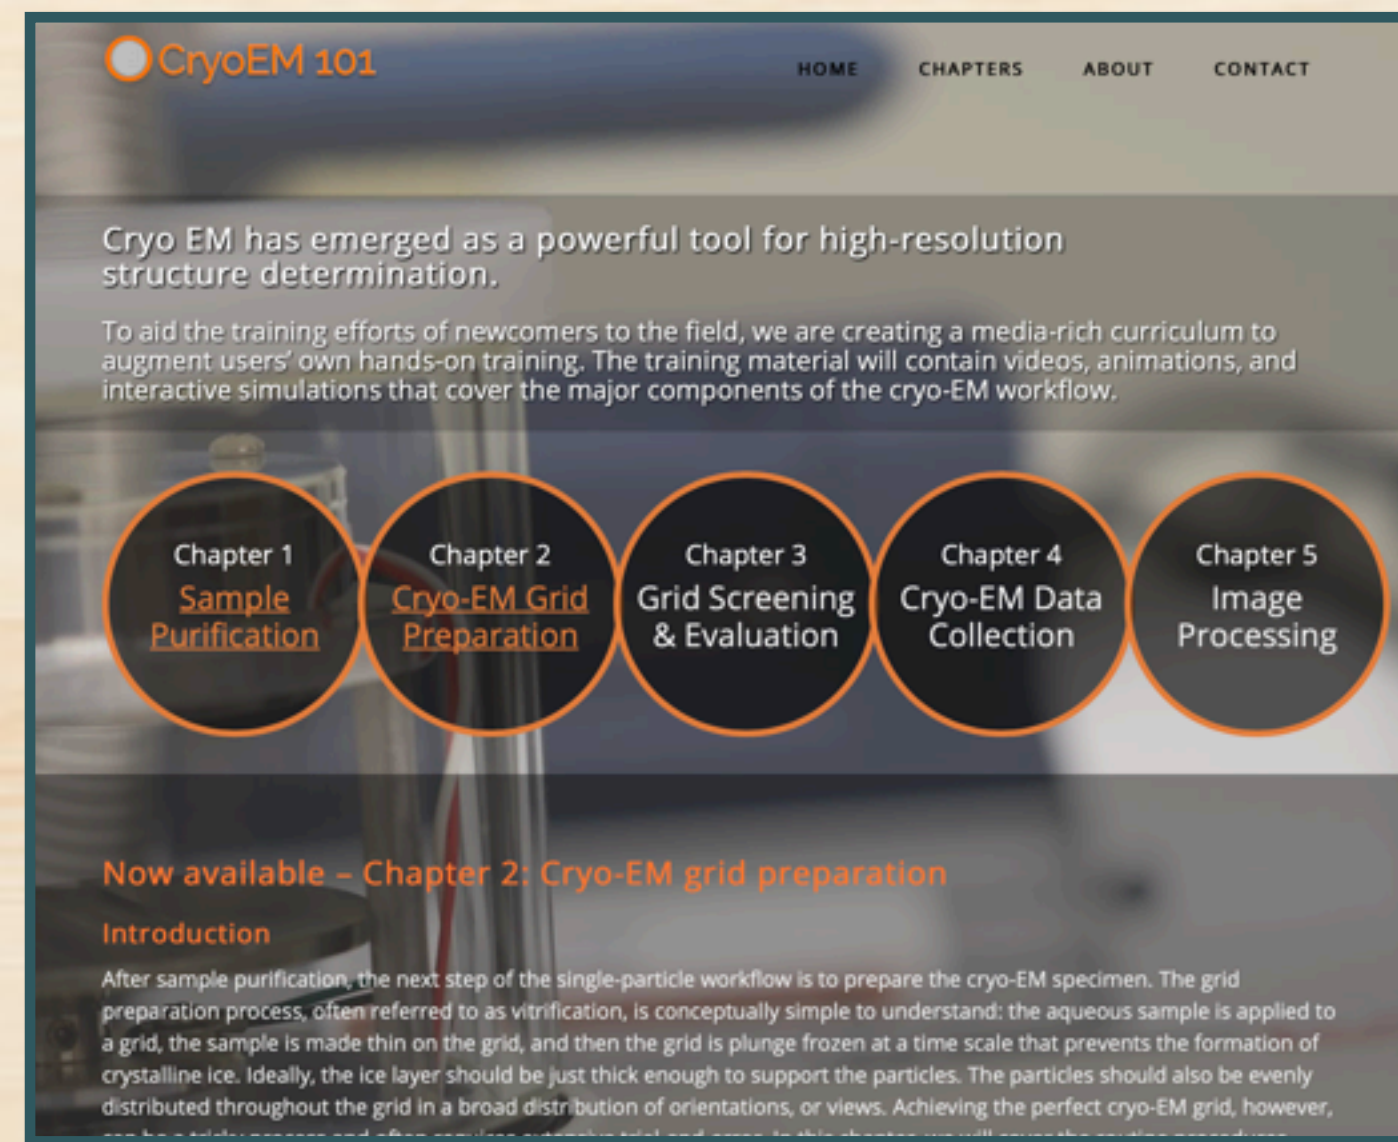 CryoEM 101
HOME CHAPTERS ABOUT CONTACT
Cryo EM has emerged as a powerful tool for high-resolution
structure determination.
To aid the training efforts of newcomers to the field, we are creating a media-rich curriculum to
augment users’ own hands-on training. The training material will contain videos, animations, and
interactive simulations that cover the major components of the cryo-EM workflow.
Chapter 1
Sample
Purification
Chapter 2
Cryo-EM Grid
Preparation
Chapter 3
Grid Screening
& Evaluation
Chapter 4
Cryo-EM Data
Collection
Chapter 5
Image
Processing
Now available – Chapter 2: Cryo-EM grid preparation
Introduction
After sample purification, the next step of the single-particle workflow is to prepare the cryo-EM specimen. The grid
preparation process, often referred to as vitrification, is conceptually simple to understand: the aqueous sample is applied to
a grid, the sample is made thin on the grid, and then the grid is plunge frozen at a time scale that prevents the formation of
crystalline ice. Ideally, the ice layer should be just thick enough to support the particles. The particles should also be evenly
distributed throughout the grid in a broad distribution of orientations, or views. Achieving the perfect cryo-EM grid, however,